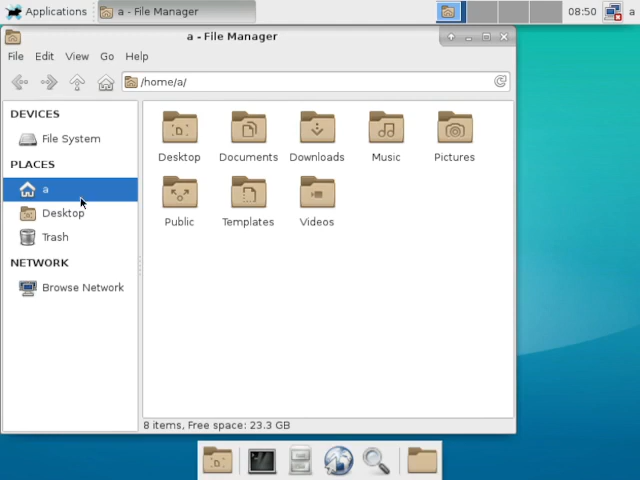 Applications
a - File Manager
08:50
a
a - File Manager
File Edit View Go Help
/home/a/
DEVICES
File System
PLACES
a
Desktop
Trash
NETWORK
Browse Network
Desktop Documents Downloads Music Pictures
Public Templates Videos
8 items, Free space: 23.3 GB